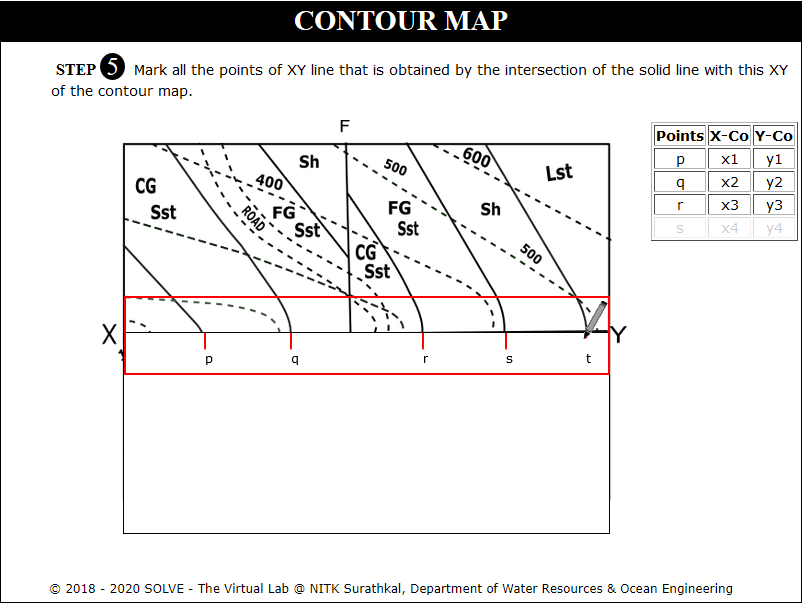 CONTOUR MAP
STEP 5 Mark all the points of XY line that is obtained by the intersection of the solid line with this XY
of the contour map.
F
Points X-Co Y-Co
p x1 y1
q x2 y2
r x3 y3
s x4 y4
Sh
500
600
Lst
CG
400
Sst
ROAD
FG
Sst
FG
Sst
Sh
CG
Sst
500
X
Y
p q r s t
© 2018 - 2020 SOLVE - The Virtual Lab @ NITK Surathkal, Department of Water Resources & Ocean Engineering